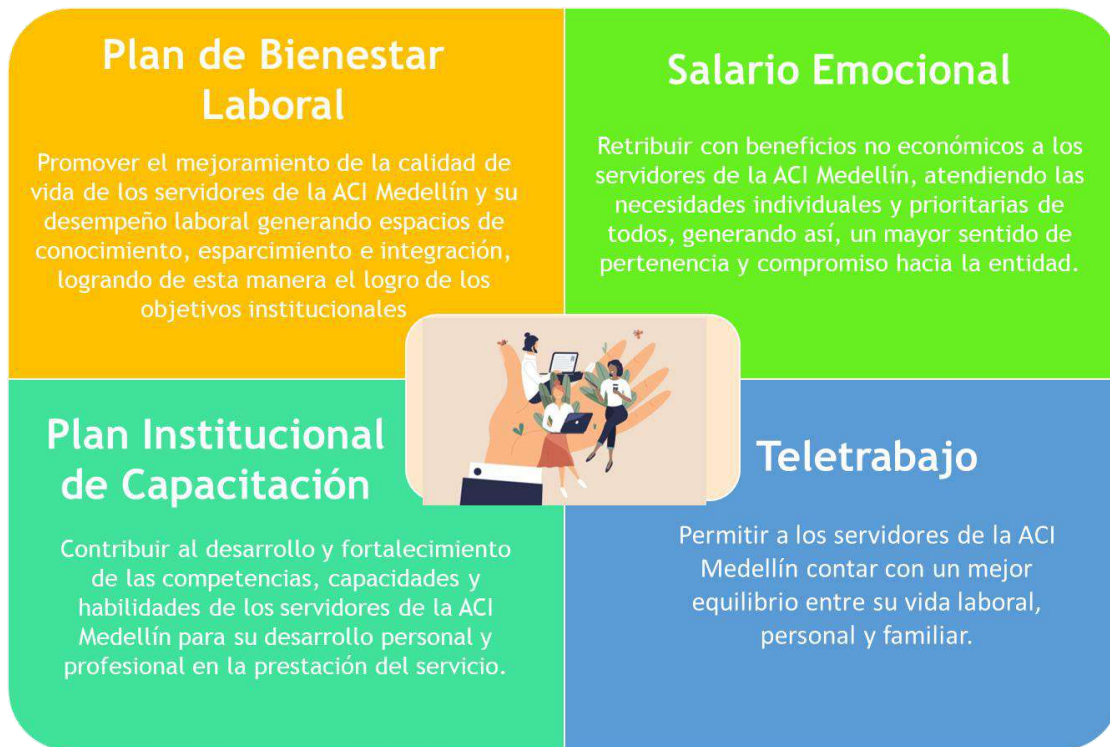 Plan de Bienestar
Laboral
Promover el mejoramiento de la calidad de
vida de los servidores de la ACI Medellín y su
desempeño laboral generando espacios de
conocimiento, esparcimiento e integración,
logrando de esta manera el logro de los
objetivos institucionales
Salario Emocional
Retribuir con beneficios no económicos a los
servidores de la ACI Medellín, atendiendo las
necesidades individuales y prioritarias de
todos, generando así, un mayor sentido de
pertenencia y compromiso hacia la entidad.
Plan Institucional
de Capacitación
Contribuir al desarrollo y fortalecimiento
de las competencias, capacidades y
habilidades de los servidores de la ACI
Medellín para su desarrollo personal y
profesional en la prestación del servicio.
Teletrabajo
Permitir a los servidores de la ACI
Medellín contar con un mejor
equilibrio entre su vida laboral,
personal y familiar.